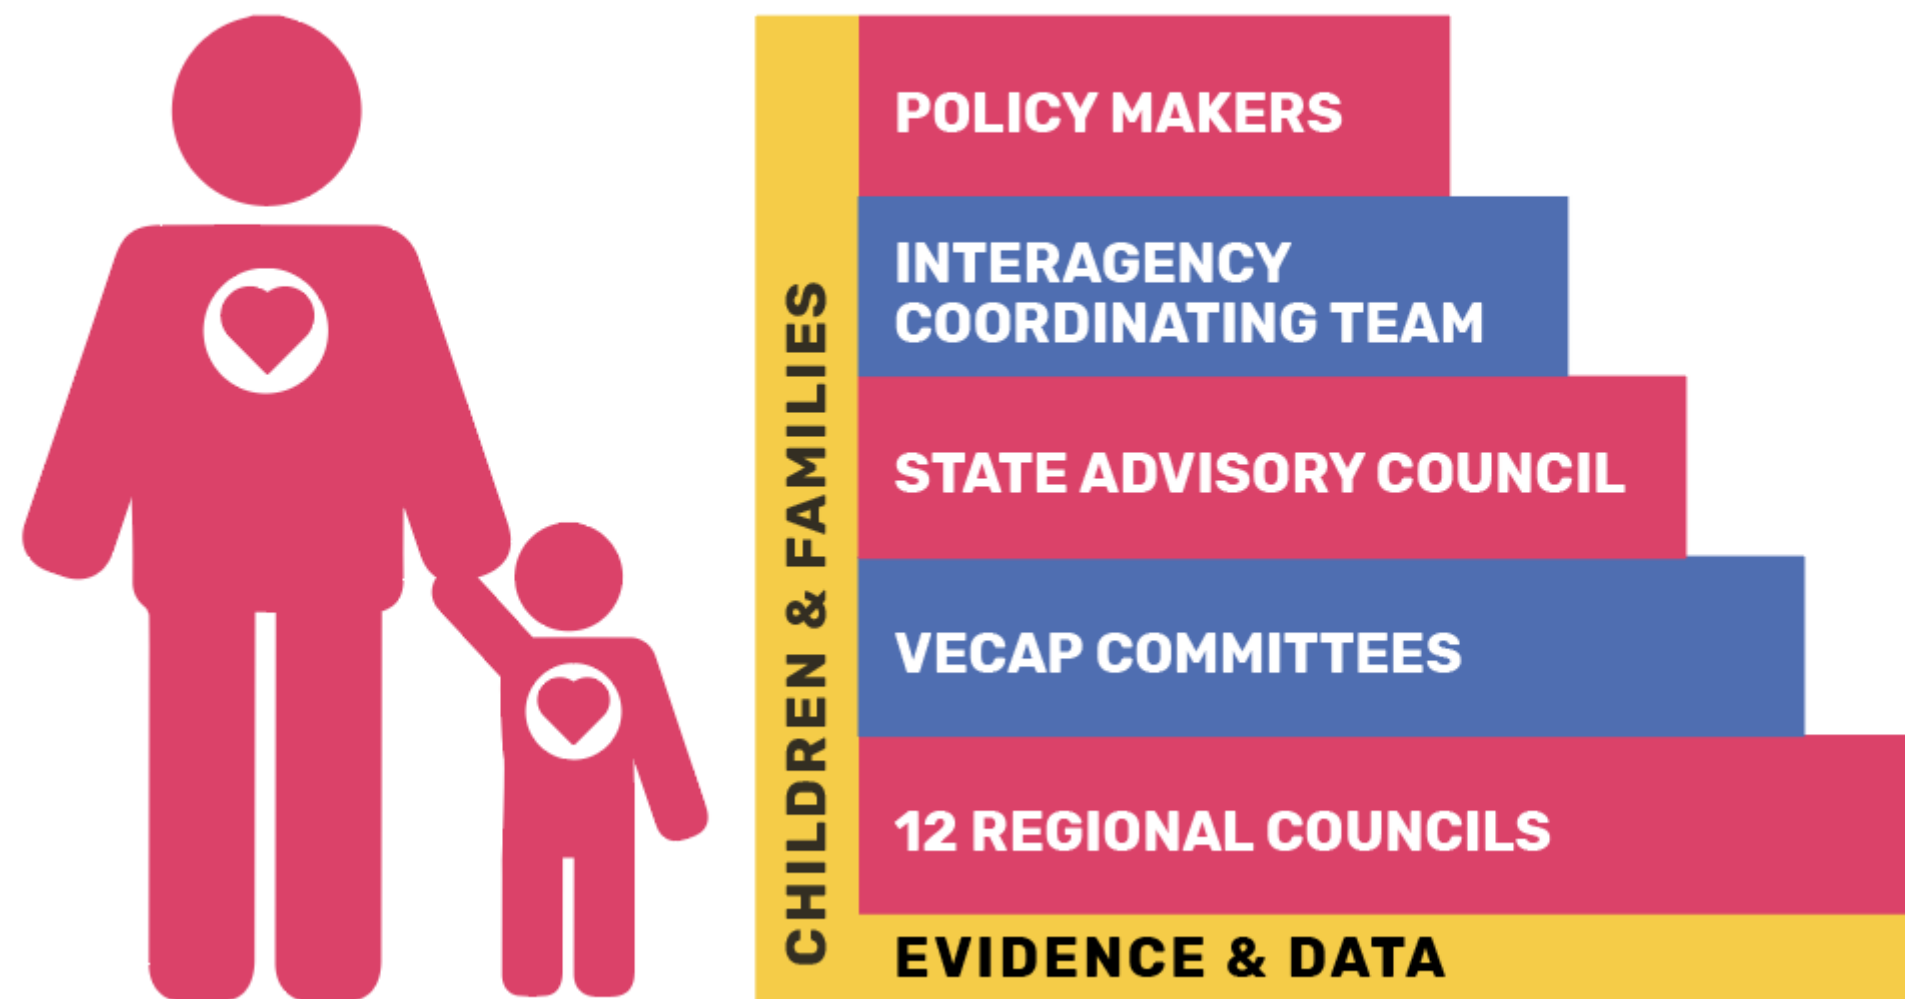 CHILDREN & FAMILIES
POLICY MAKERS
INTERAGENCY
COORDINATING TEAM
STATE ADVISORY COUNCIL
VECAP COMMITTEES
12 REGIONAL COUNCILS
EVIDENCE & DATA